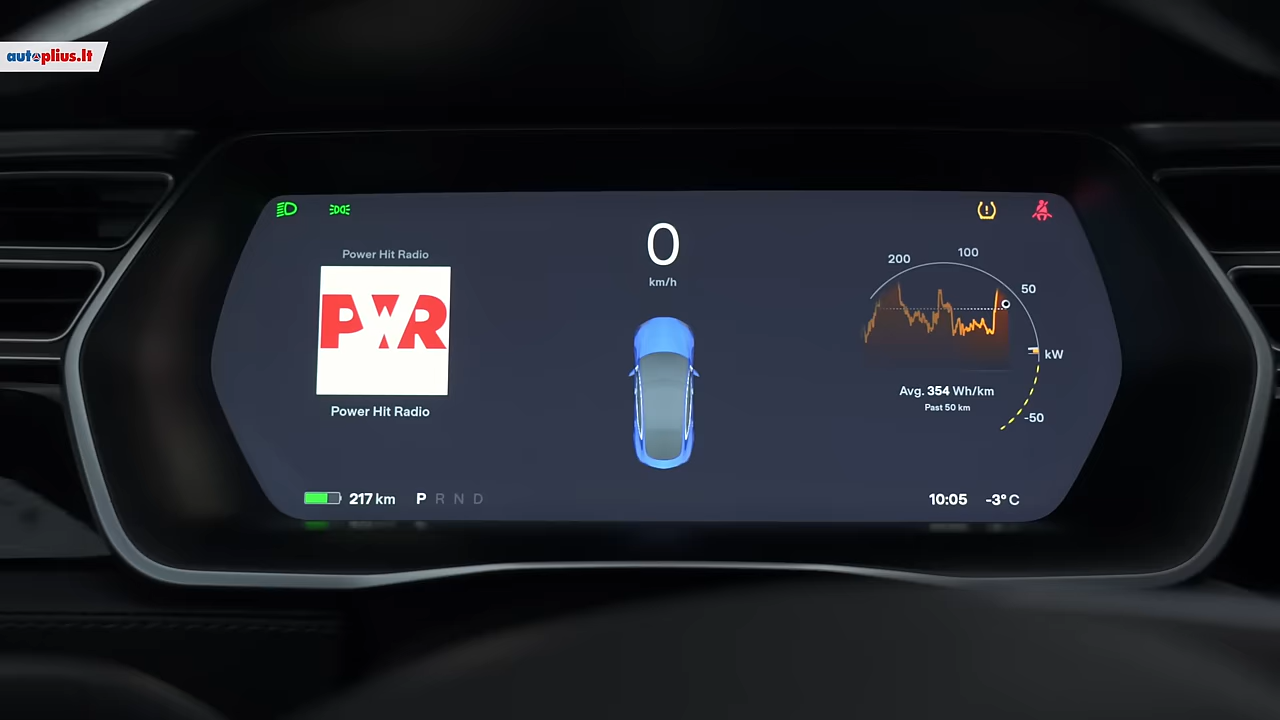 autoplius.lt
0
km/h
Power Hit Radio
PWR
Power Hit Radio
200
100
50
kW
-50
Avg. 354 Wh/km
Past 50 km
217 km
P R N D
10:05
-3° C